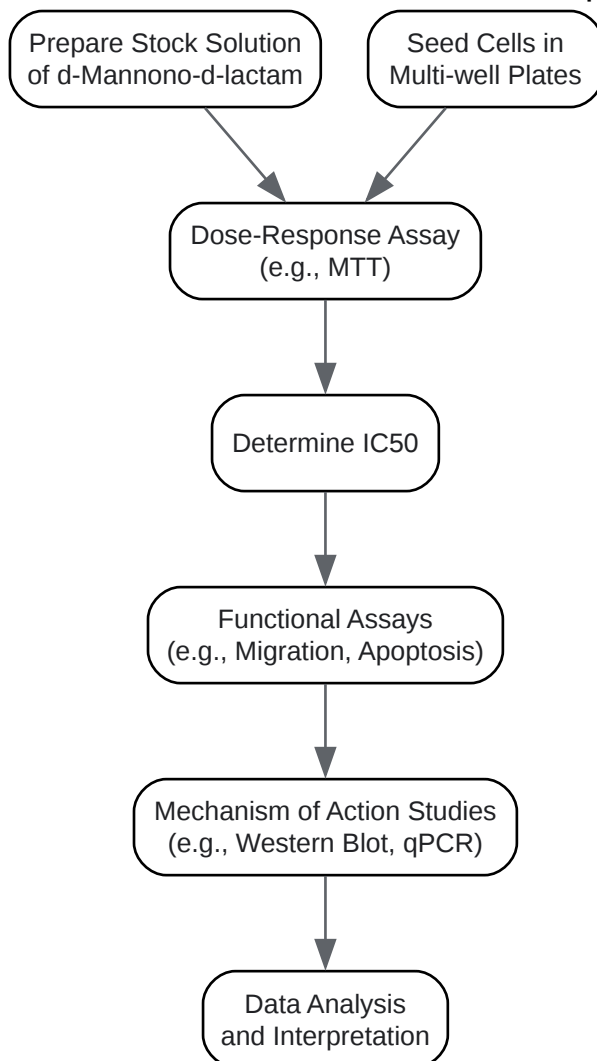 Prepare Stock Solution
of d-Mannono-d-lactam
Seed Cells in
Multi-well Plates
Dose-Response Assay
(e.g., MTT)
Determine IC50
Functional Assays
(e.g., Migration, Apoptosis)
Mechanism of Action Studies
(e.g., Western Blot, qPCR)
Data Analysis
and Interpretation